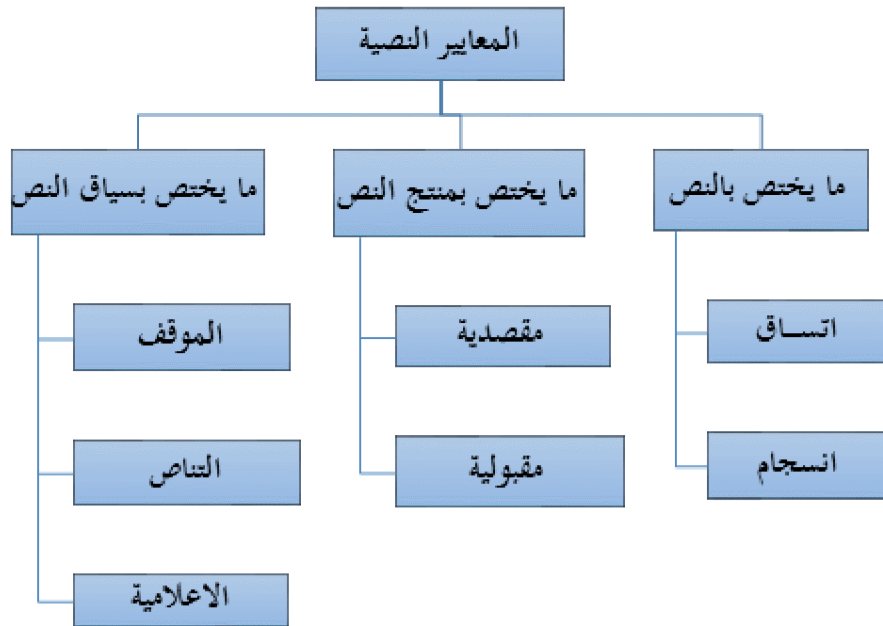 المعايير النصية
ما يختص بالنص
ما يختص بمنتج النص
ما يختص بسياق النص
اتســاق
مقصدية
الموقف
انسجام
مقبولية
التناص
الاعلامية